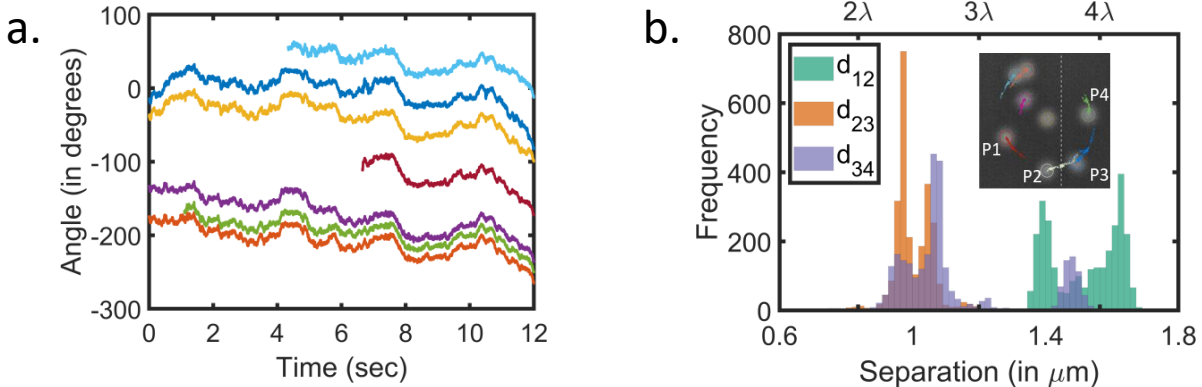 a.
100
0
-100
-200
-300
Angle (in degrees)
0 2 4 6 8 10 12
Time (sec)
b.
2λ 3λ 4λ
800
600
400
200
0
Frequency
d12
d23
d34
P1
P2
P3
P4
0.6 1 1.4 1.8
Separation (in μm)